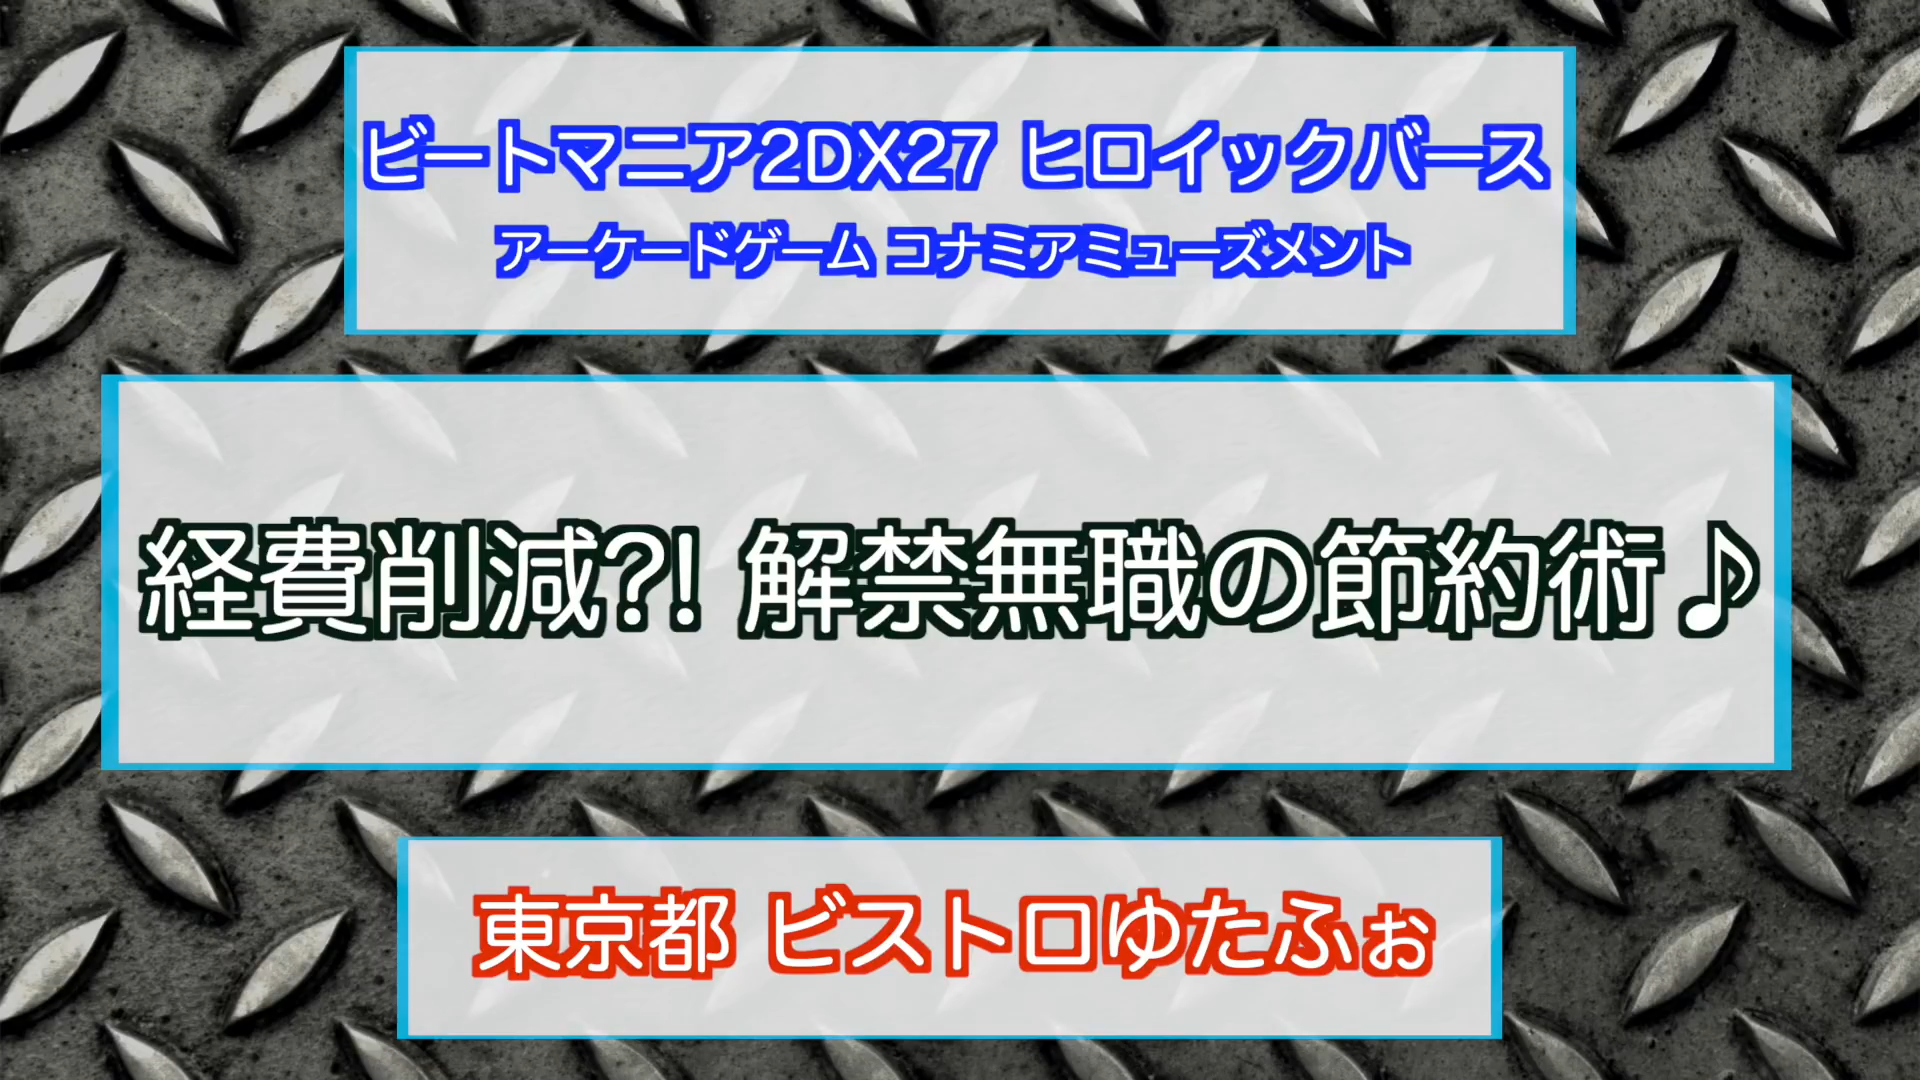 ビートマニア2DX27 ヒロイックバース
アーケードゲーム コナミアミューズメント
経費削減?! 解禁無職の節約術♪
東京都 ビストロゆたふぉ